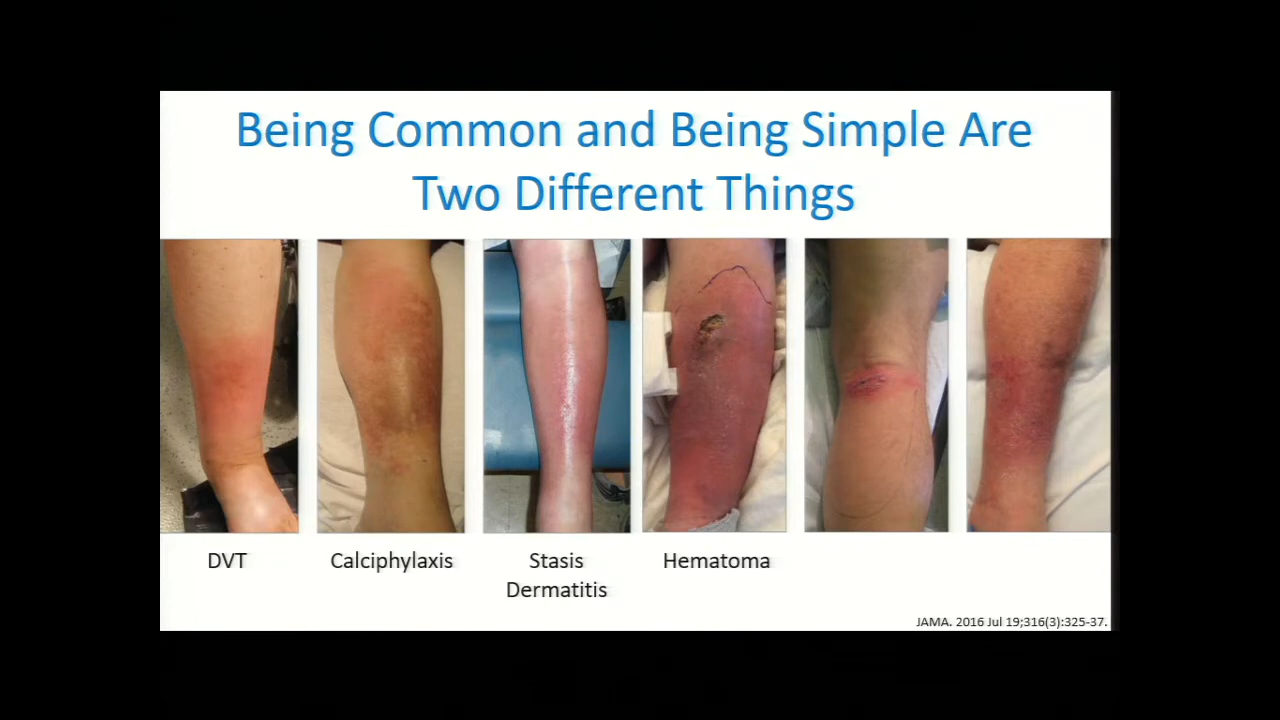 Being Common and Being Simple Are
Two Different Things
DVT
Calciphylaxis
Stasis
Dermatitis
Hematoma
JAMA. 2016 Jul 19;316(3):325-37.